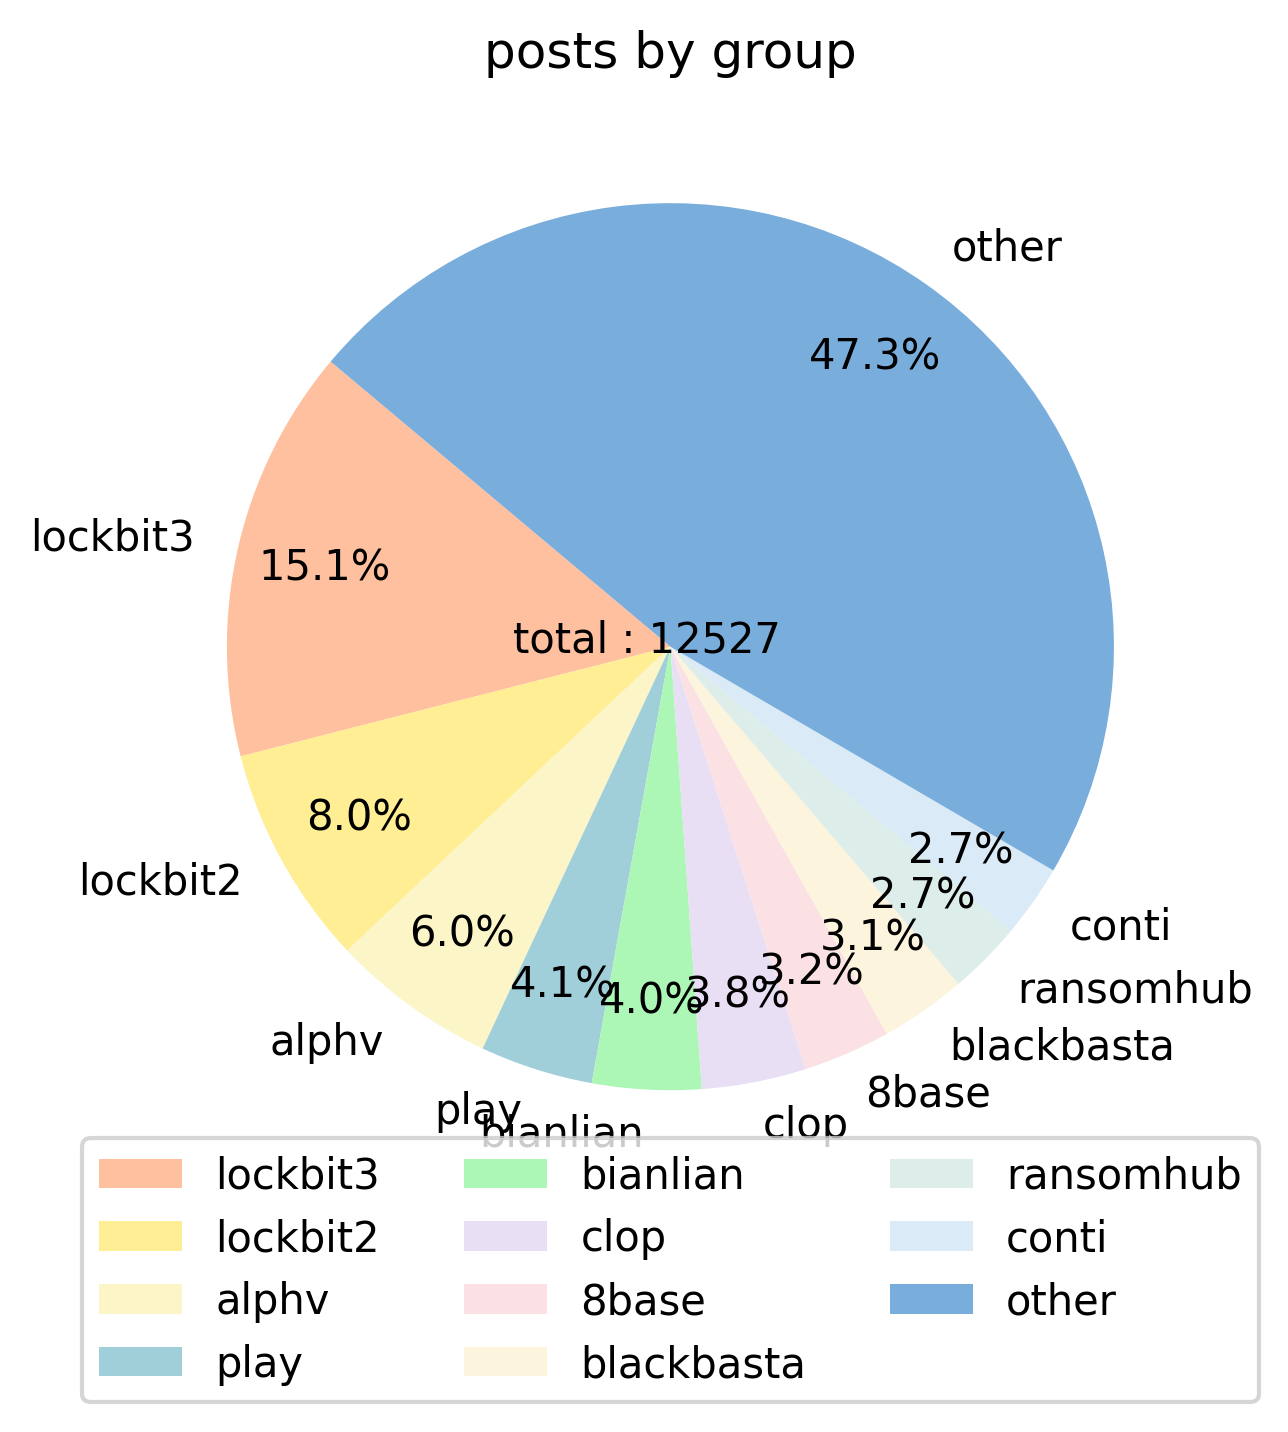 posts by group
other
47.3%
lockbit3
15.1%
total : 12527
8.0%
2.7%
lockbit2
2.7%
conti
6.0%
3.1%
4.1%
4.0%
3.8%
3.2%
ransomhub
alphv
blackbasta
8base
play
bianlian
clop
lockbit3 bianlian ransomhub
lockbit2 clop conti
alphv 8base other
play blackbasta